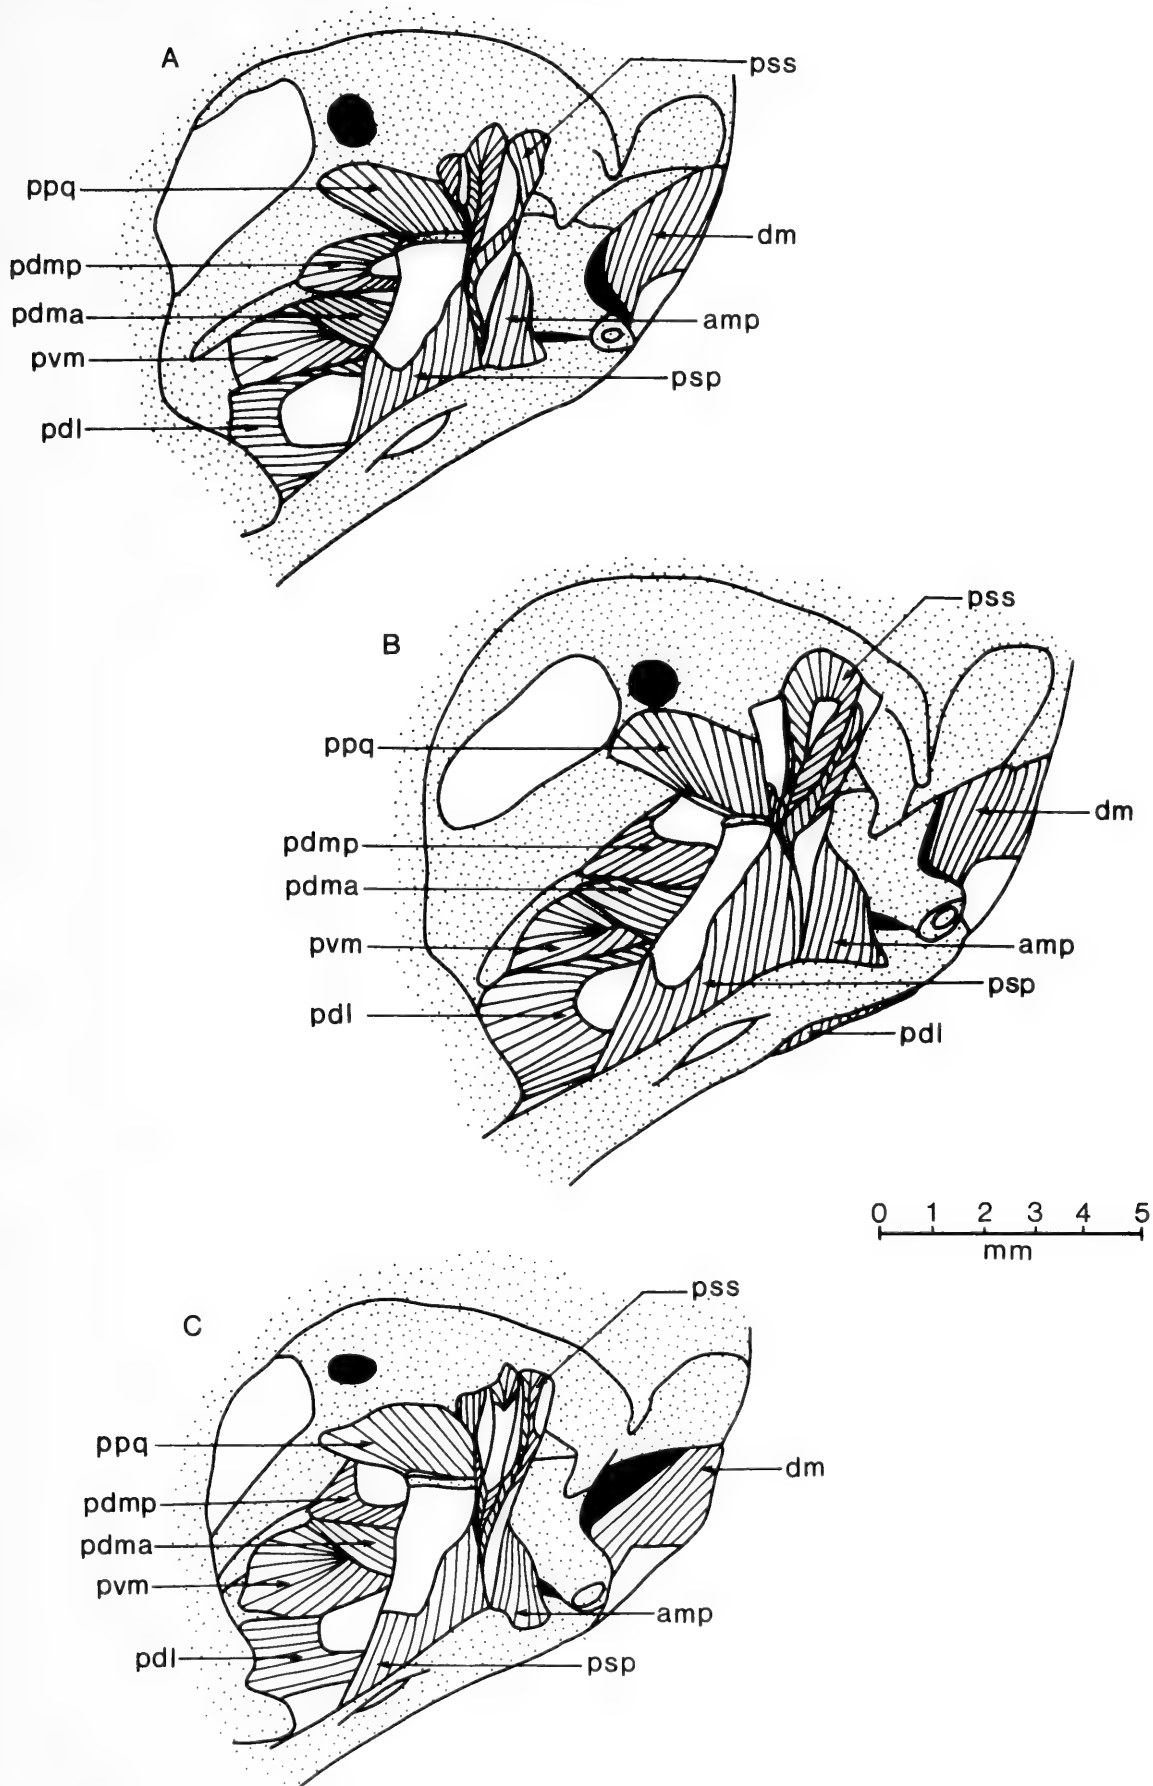 A
pss
ppq
dm
pdmp
pdma
amp
pvm
psp
pdl
B
pss
ppq
dm
pdmp
pdma
pvm
amp
psp
pdl
pdl
0 1 2 3 4 5
mm
C
pss
ppq
dm
pdmp
pdma
pvm
amp
pdl
psp